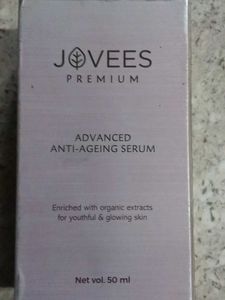 JOVEES
PREMIUM
ADVANCED
ANTI-AGEING SERUM
Enriched with organic extracts
for youthful & glowing skin
Net vol. 50 ml